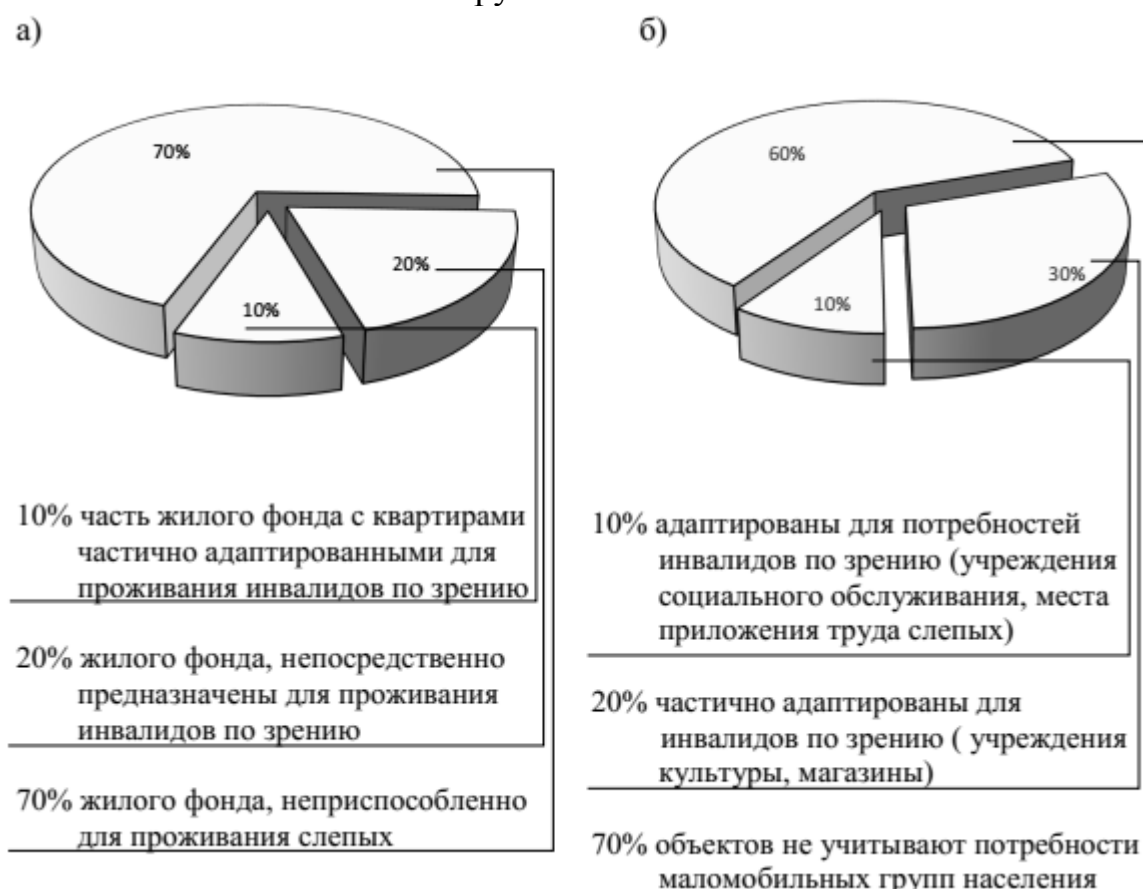 а)
б)
70%
20%
10%
60%
30%
10%
10% часть жилого фонда с квартирами
частично адаптированными для
проживания инвалидов по зрению
20% жилого фонда, непосредственно
предназначены для проживания
инвалидов по зрению
70% жилого фонда, неприспособленно
для проживания слепых
10% адаптированы для потребностей
инвалидов по зрению (учреждения
социального обслуживания, места
приложения труда слепых)
20% частично адаптированы для
инвалидов по зрению ( учреждения
культуры, магазины)
70% объектов не учитывают потребности
маломобильных групп населения